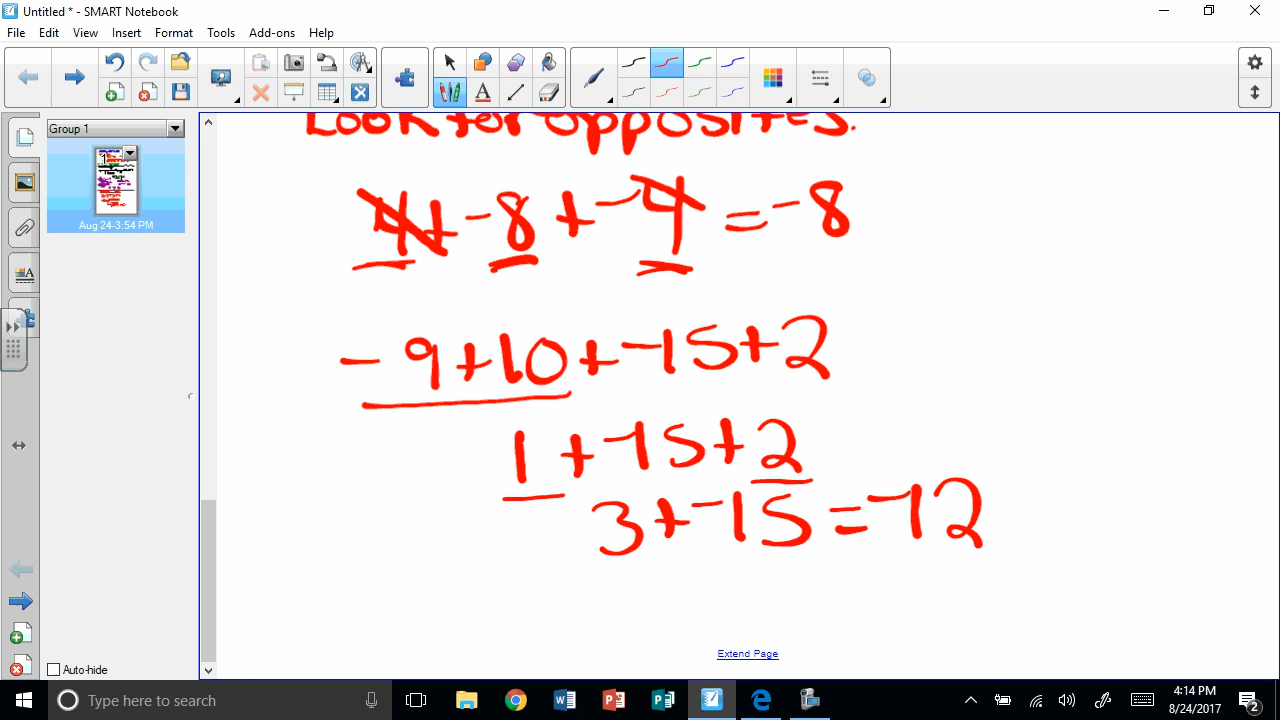 Untitled * - SMART Notebook
File Edit View Insert Format Tools Add-ons Help
Group 1
Aug 24-3:54 PM
Look for opposites.
4 + -8 + -4 = -8
-9+10+-15+2
1 + -15+2
3+-15=-12
Extend Page
Auto-hide
Type here to search
4:14 PM
8/24/2017
2